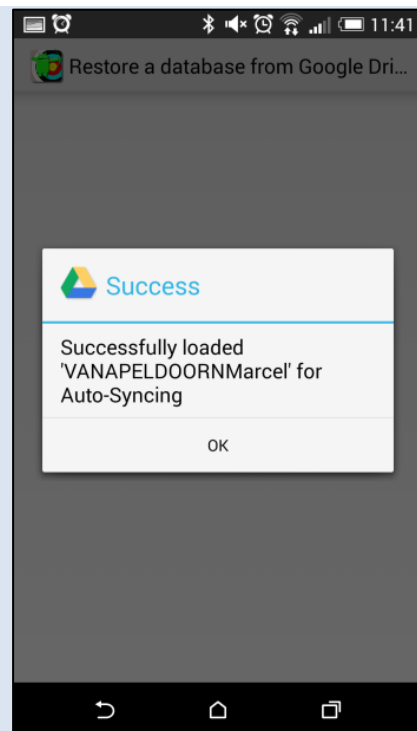 11:41
Restore a database from Google Dri...
Success
Successfully loaded
'VANAPELDOORNMarcel' for
Auto-Syncing
OK